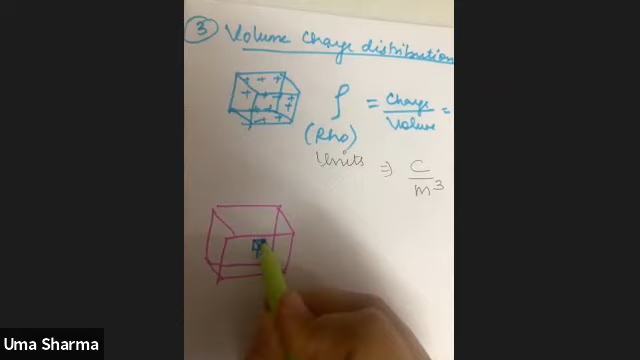 ③ Volume charge distribution
ρ = Charge / Volume =
(Rho)
Units ⇒ C / m³
Uma Sharma